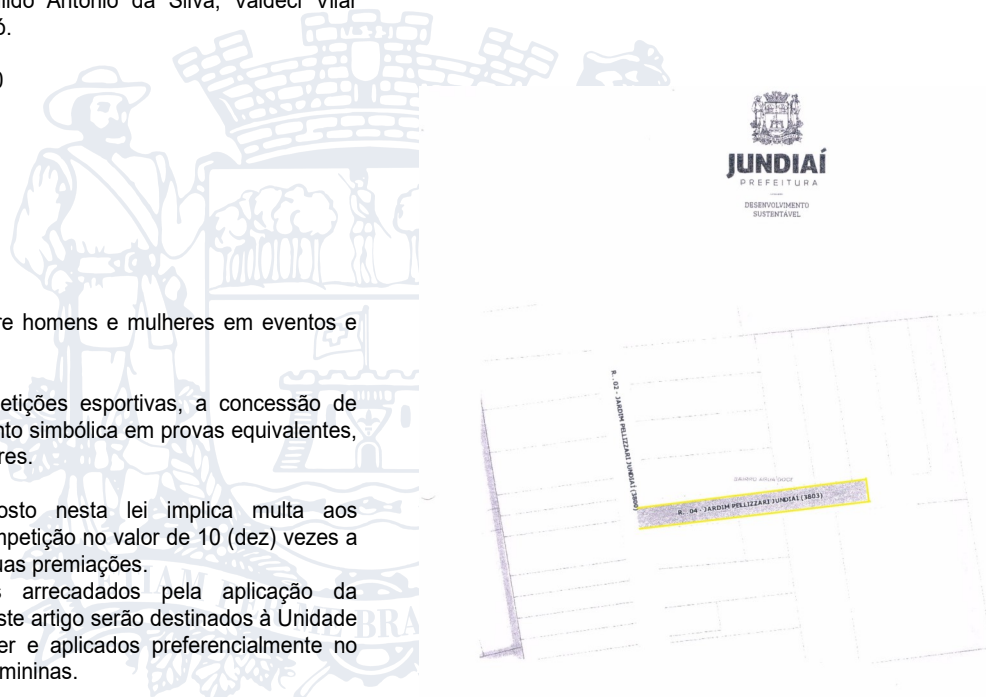 Antonio da Silva, Valdeci Vilar
re homens e mulheres em eventos e
etições esportivas, a concessão de
nto simbólica em provas equivalentes,
res.
osto nesta lei implica multa aos
mpetição no valor de 10 (dez) vezes a
uas premiações.
s arrecadados pela aplicação da
ste artigo serão destinados à Unidade
er e aplicados preferencialmente no
mininas.
JUNDIAÍ
PREFEITURA
DESENVOLVIMENTO
SUSTENTÁVEL
R. 02 - JARDIM PELLIZZARI JUNDIAÍ (3800)
R. 04 - JARDIM PELLIZZARI JUNDIAÍ (3803)